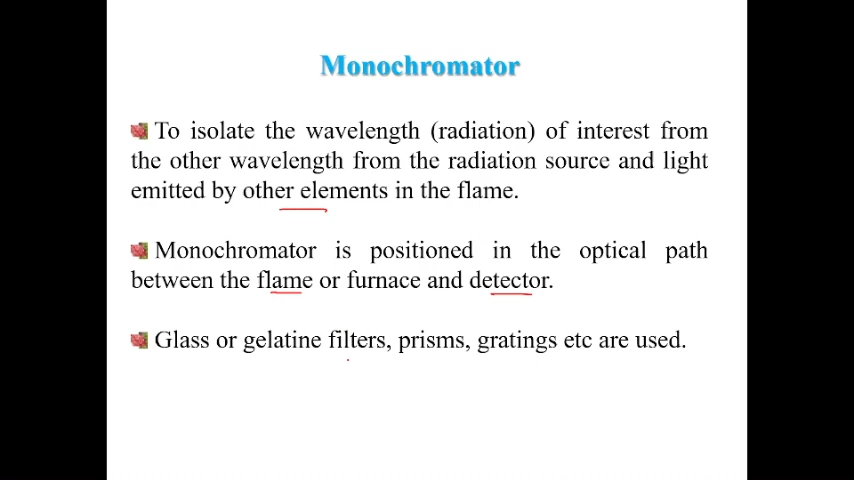 Monochromator
To isolate the wavelength (radiation) of interest from
the other wavelength from the radiation source and light
emitted by other elements in the flame.
Monochromator is positioned in the optical path
between the flame or furnace and detector.
Glass or gelatine filters, prisms, gratings etc are used.